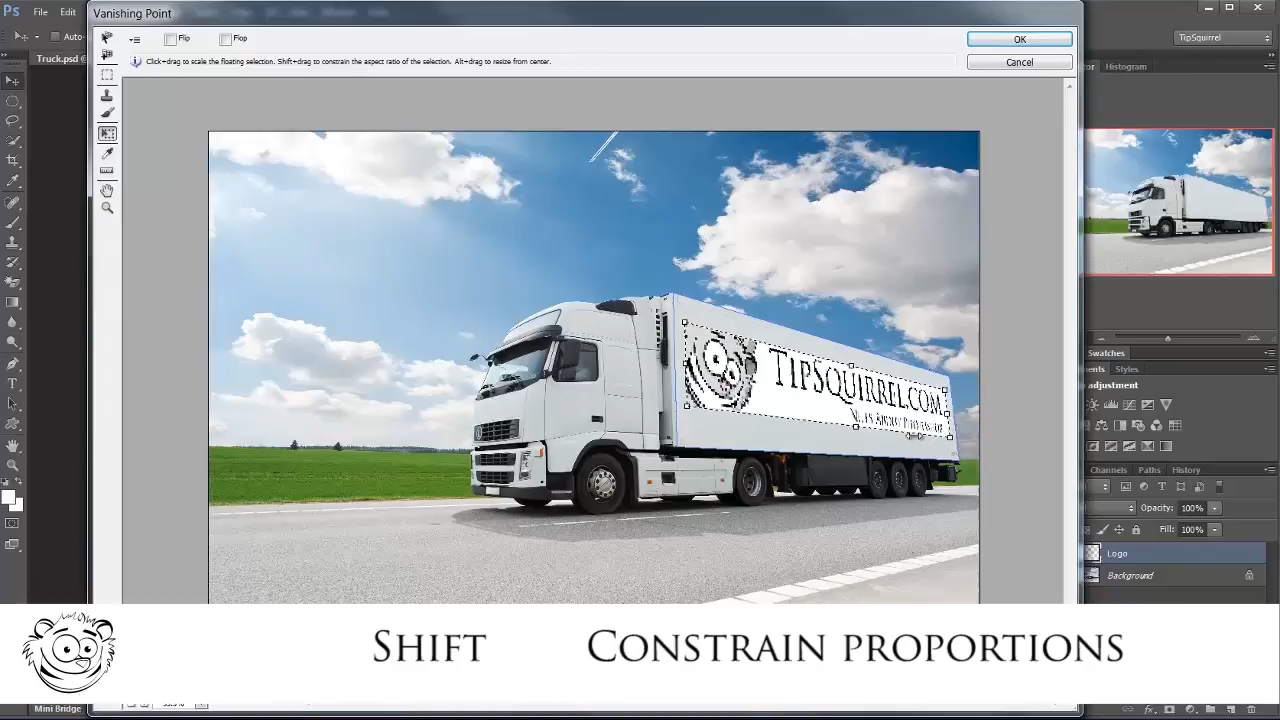 Ps File Edit
Vanishing Point
Auto-
Flip Flop
OK
TipSquirrel
Click+drag to scale the floating selection. Shift+drag to constrain the aspect ratio of the selection. Alt+drag to resize from center.
Cancel
Truck.psd
Histogram
TipSquirrel.com
Swatches
Styles
adjustment
Channels Paths History
Opacity: 100%
Fill: 100%
Logo
Background
Shift Constrain proportions
Mini Bridge